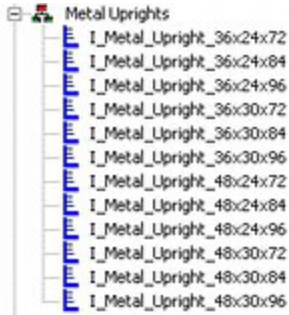 Metal Uprights
I_Metal_Upright_36x24x72
I_Metal_Upright_36x24x84
I_Metal_Upright_36x24x96
I_Metal_Upright_36x30x72
I_Metal_Upright_36x30x84
I_Metal_Upright_36x30x96
I_Metal_Upright_48x24x72
I_Metal_Upright_48x24x84
I_Metal_Upright_48x24x96
I_Metal_Upright_48x30x72
I_Metal_Upright_48x30x84
I_Metal_Upright_48x30x96